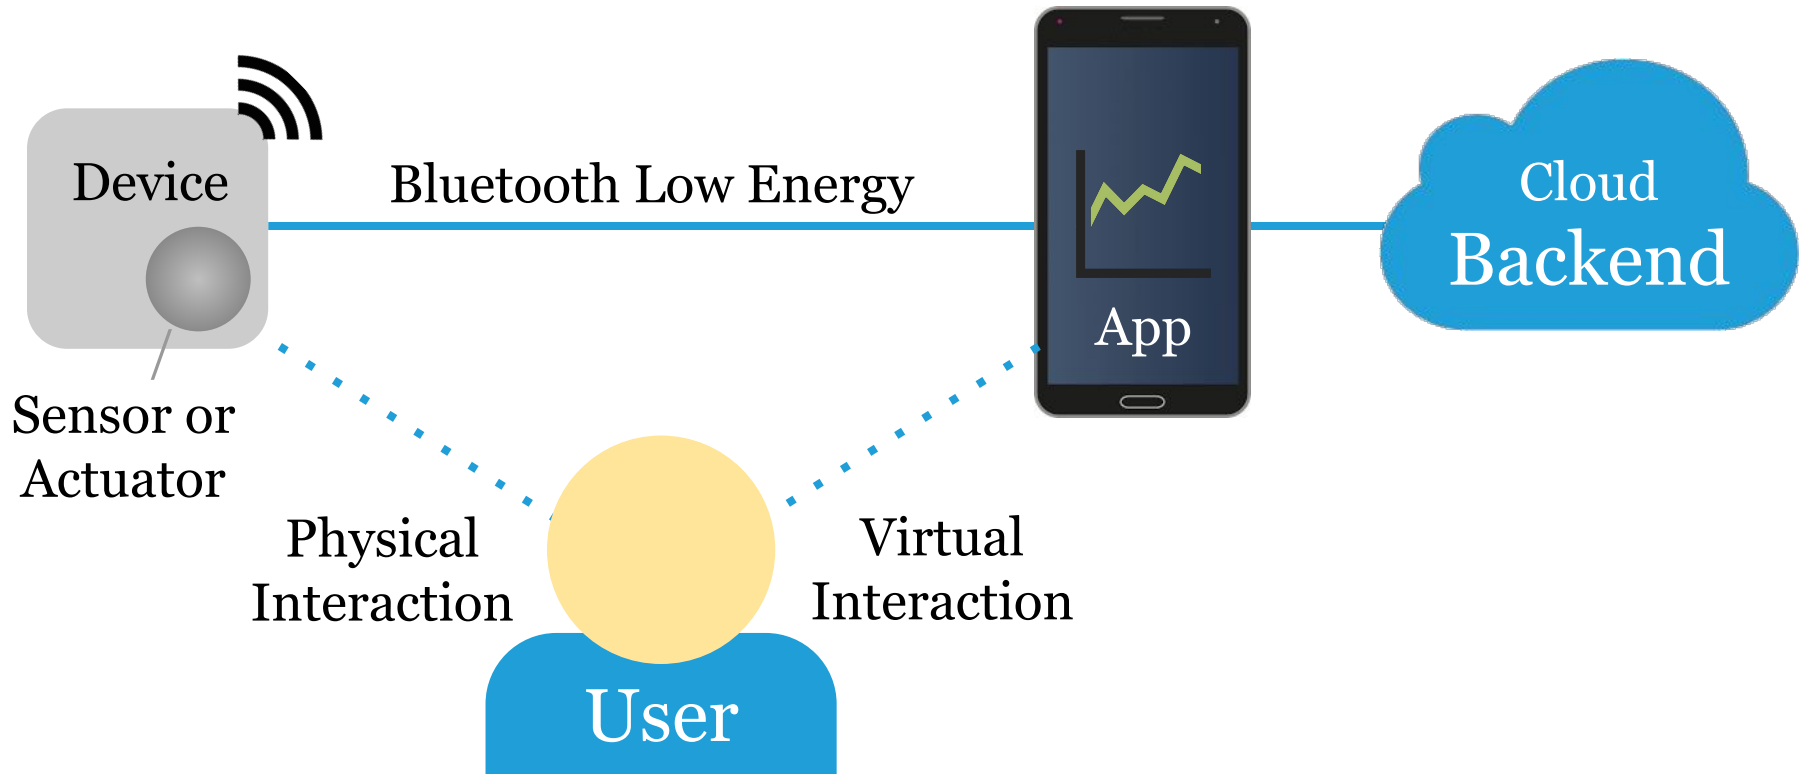 Device
Bluetooth Low Energy
Cloud
Backend
App
Sensor or
Actuator
Physical
Interaction
Virtual
Interaction
User